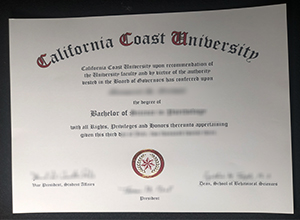 California Coast University
California Coast University upon recommendation of
the University faculty and by virtue of the authority
vested in the Board of Governors has conferred upon
the degree of
Bachelor of
with all Rights, Privileges and Honors thereunto appertaining
given this
Vice President, Student Affairs
Dean, School of Behavioral Sciences
President